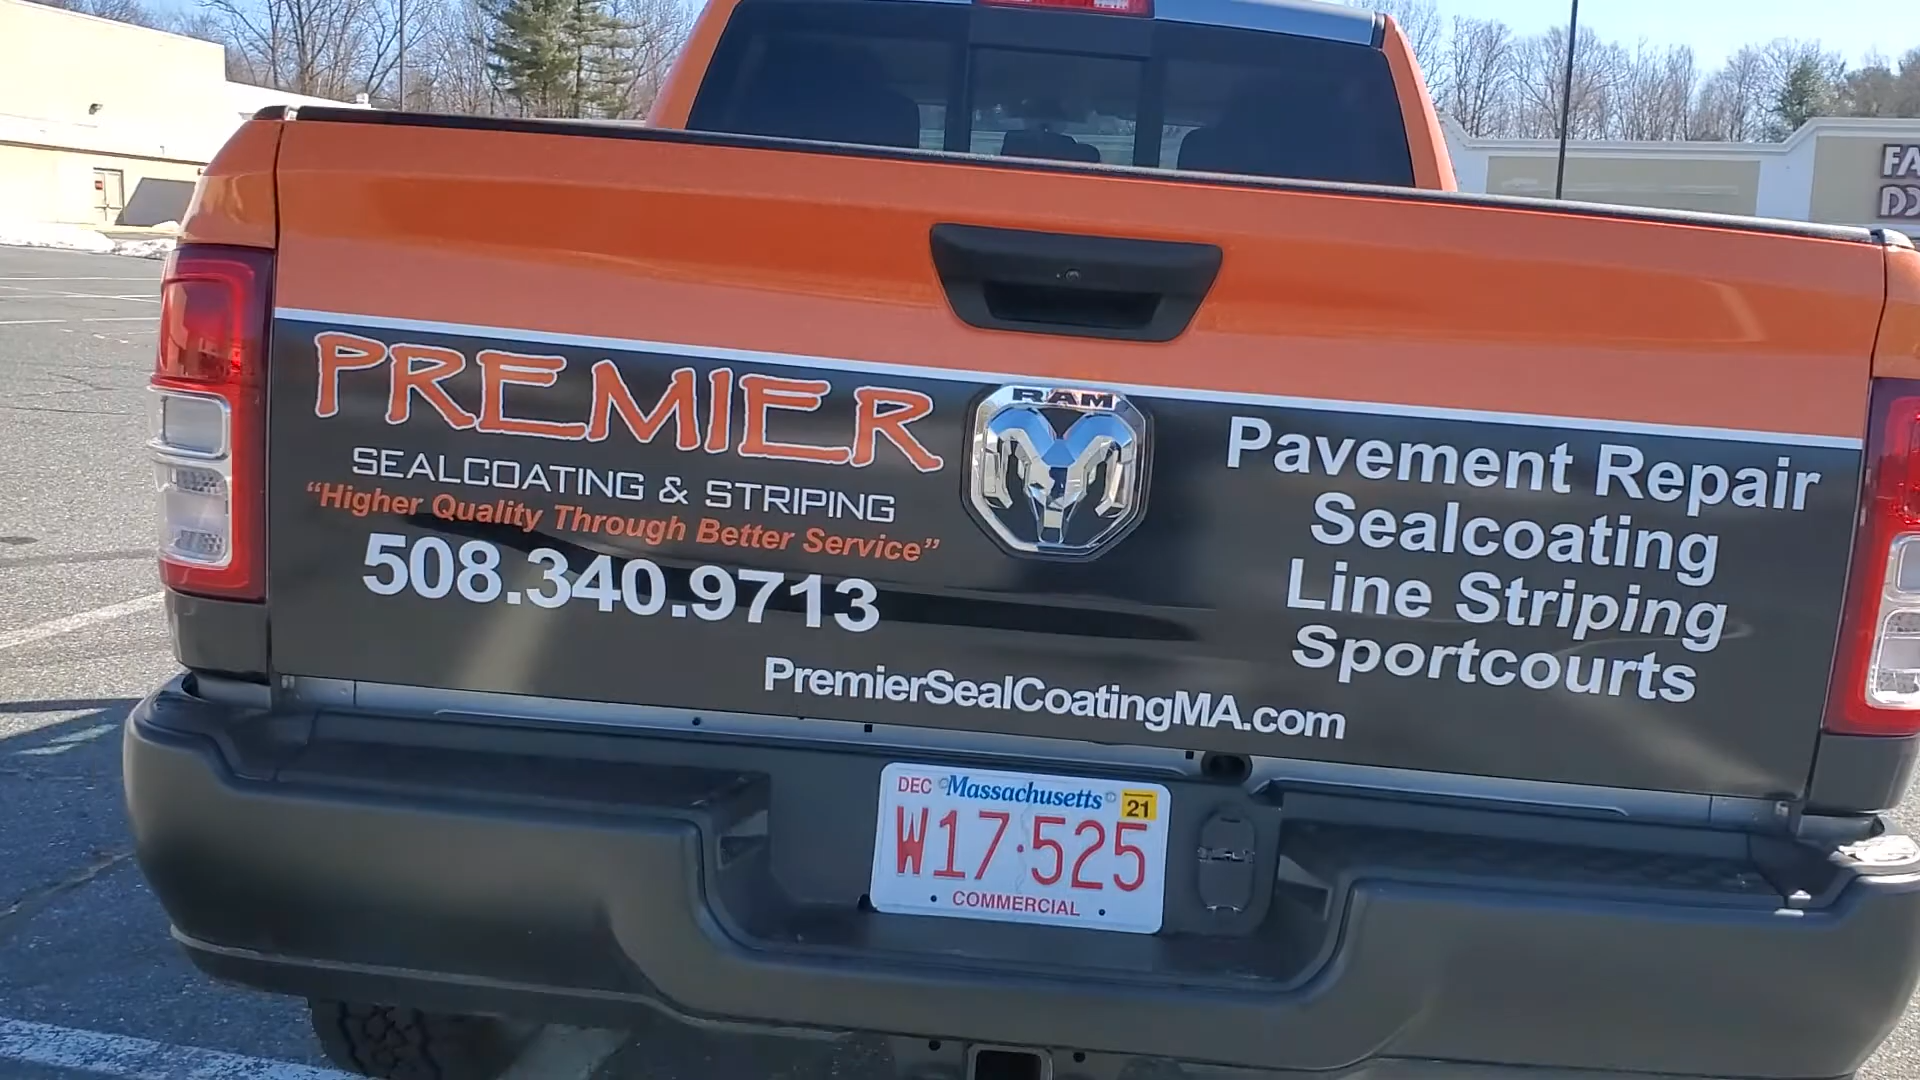 PREMIER
SEALCOATING & STRIPING
“Higher Quality Through Better Service”
508.340.9713
RAM
Pavement Repair
Sealcoating
Line Striping
Sportcourts
PremierSealCoatingMA.com
DEC Massachusetts 21
W17·525
COMMERCIAL